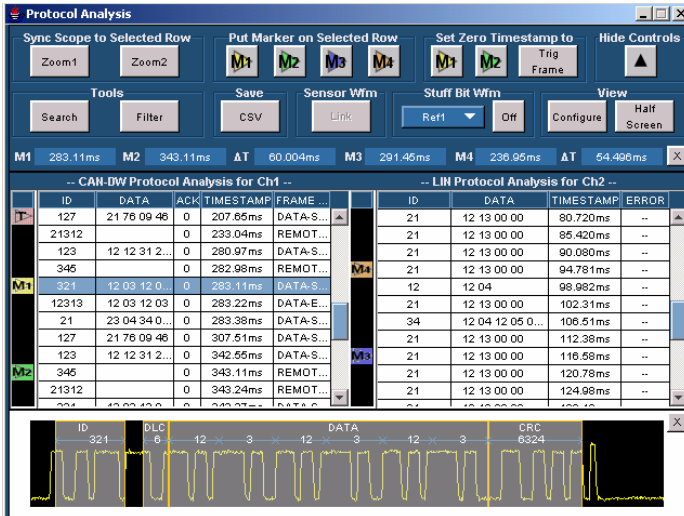 Protocol Analysis
Sync Scope to Selected Row
Put Marker on Selected Row
Set Zero Timestamp to
Hide Controls
Zoom1 Zoom2 M1 M2 M3 M4 M1 M2 Trig Frame
Tools Save Sensor Wfm Stuff Bit Wfm View
Search Filter CSV Link Ref1 Off Configure Half Screen
M1 283.11ms M2 343.11ms ΔT 60.004ms M3 291.45ms M4 236.95ms ΔT 54.496ms X
-- CAN-DW Protocol Analysis for Ch1 --
ID DATA ACK TIMESTAMP FRAME ...
T 127 21 76 09 46 0 207.65ms DATA-S...
21312 0 233.04ms REMOT...
123 12 12 31 2... 0 280.97ms DATA-S...
345 0 282.98ms REMOT...
M1 321 12 03 12 0... 0 283.11ms DATA-S...
12313 12 03 12 03 0 283.22ms DATA-E...
21 23 04 34 0... 0 283.38ms DATA-S...
127 21 76 09 46 0 307.51ms DATA-S...
123 12 12 31 2... 0 342.55ms DATA-S...
M2 345 0 343.11ms REMOT...
21312 0 343.24ms REMOT...
-- LIN Protocol Analysis for Ch2 --
ID DATA TIMESTAMP ERROR
21 12 13 00 00 80.720ms --
21 12 13 00 00 85.420ms --
21 12 13 00 00 90.080ms --
M4 21 12 13 00 00 94.781ms --
12 12 04 98.982ms --
21 12 13 00 00 102.31ms --
34 12 04 12 05 0... 106.51ms --
21 12 13 00 00 112.38ms --
M3 21 12 13 00 00 116.58ms --
21 12 13 00 00 120.78ms --
21 12 13 00 00 124.98ms --
X
ID DLC DATA CRC
321 6 12 3 12 3 12 3 6324